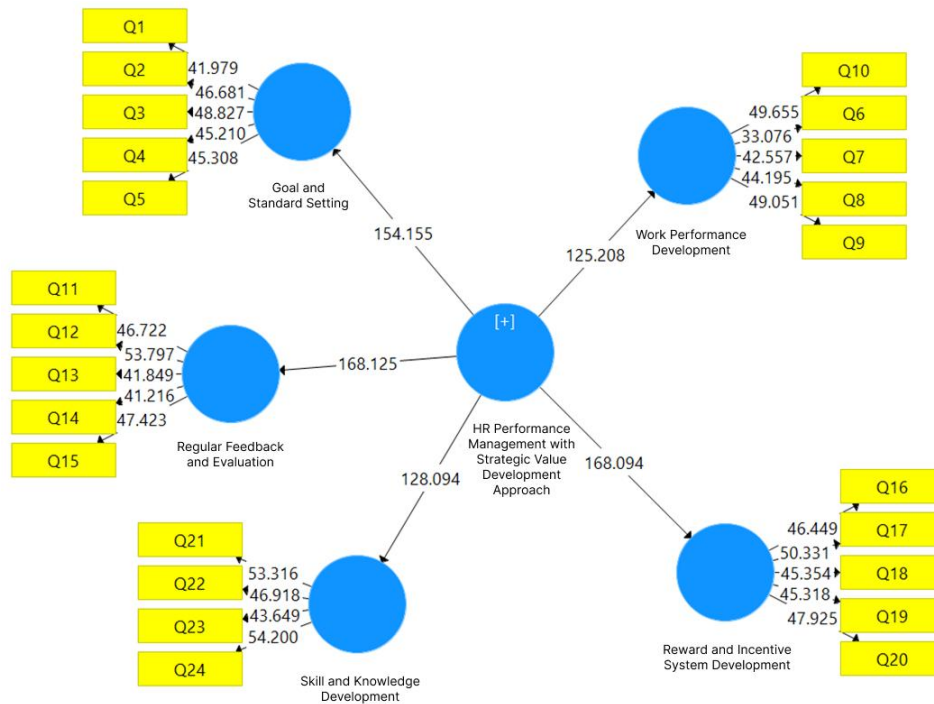 Q1
Q2
Q3
Q4
Q5
41.979
46.681
48.827
45.210
45.308
Goal and
Standard Setting
154.155
Q10
Q6
Q7
Q8
Q9
49.655
33.076
42.557
44.195
49.051
Work Performance
Development
125.208
Q11
Q12
Q13
Q14
Q15
46.722
53.797
41.849
41.216
47.423
Regular Feedback
and Evaluation
168.125
[+]
HR Performance
Management with
Strategic Value
Development
Approach
128.094
168.094
Q21
Q22
Q23
Q24
53.316
46.918
43.649
54.200
Skill and Knowledge
Development
Q16
Q17
Q18
Q19
Q20
46.449
50.331
45.354
45.318
47.925
Reward and Incentive
System Development